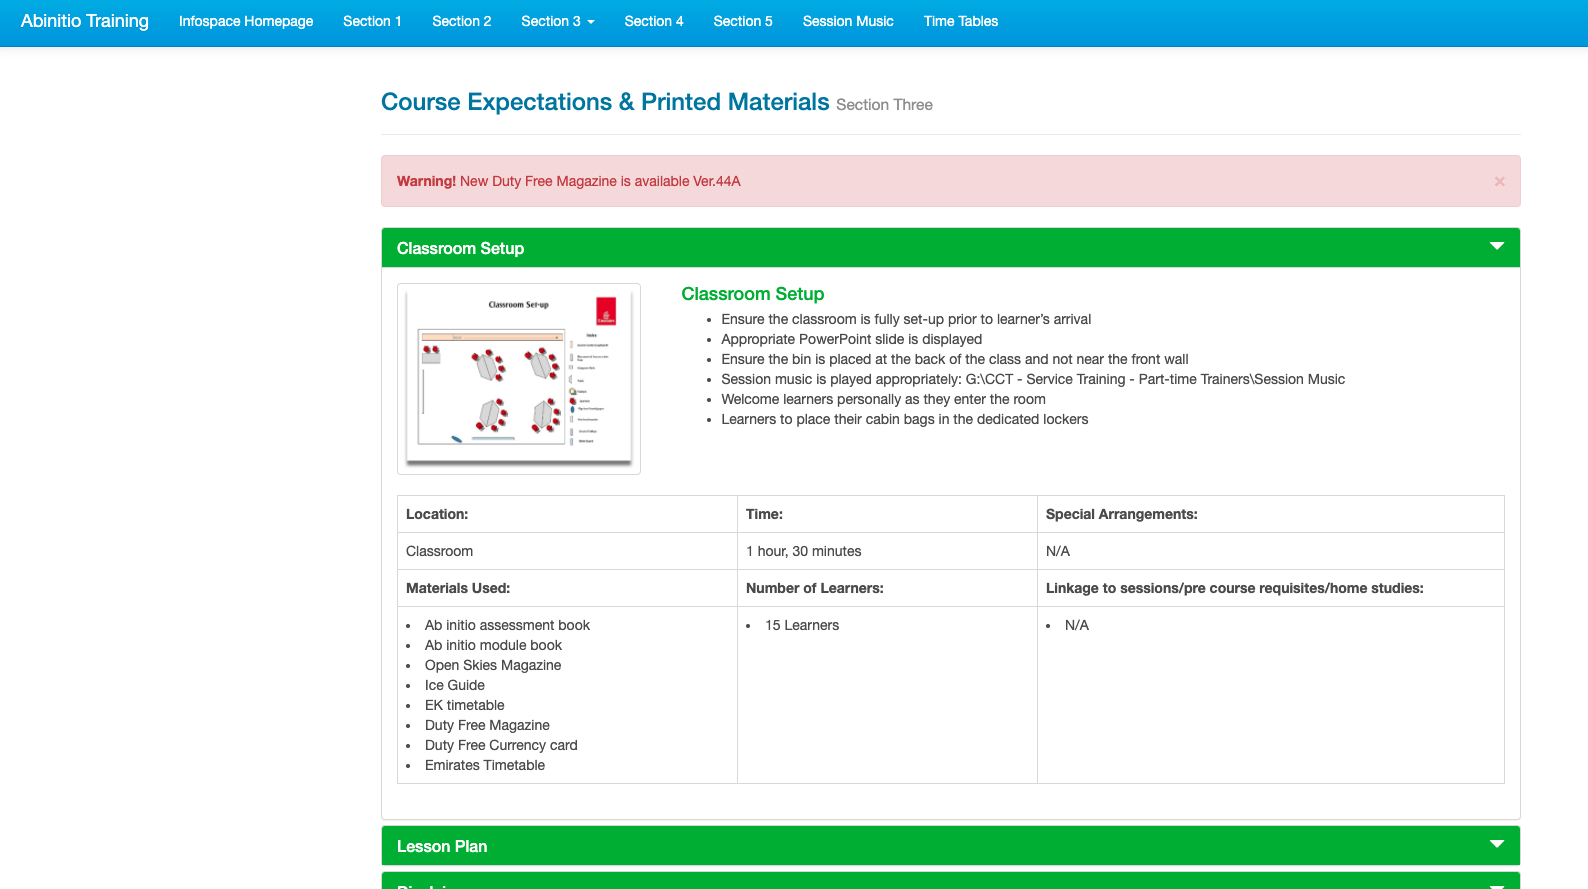 Abinitio Training Infospace Homepage Section 1 Section 2 Section 3 Section 4 Section 5 Session Music Time Tables
Course Expectations & Printed Materials Section Three
Warning! New Duty Free Magazine is available Ver.44A ×
Classroom Setup
Classroom Set-up
Index
Classroom Setup
• Ensure the classroom is fully set-up prior to learner’s arrival
• Appropriate PowerPoint slide is displayed
• Ensure the bin is placed at the back of the class and not near the front wall
• Session music is played appropriately: G:\CCT - Service Training - Part-time Trainers\Session Music
• Welcome learners personally as they enter the room
• Learners to place their cabin bags in the dedicated lockers
Location: Time: Special Arrangements:
Classroom 1 hour, 30 minutes N/A
Materials Used: Number of Learners: Linkage to sessions/pre course requisites/home studies:
• Ab initio assessment book • 15 Learners • N/A
• Ab initio module book
• Open Skies Magazine
• Ice Guide
• EK timetable
• Duty Free Magazine
• Duty Free Currency card
• Emirates Timetable
Lesson Plan